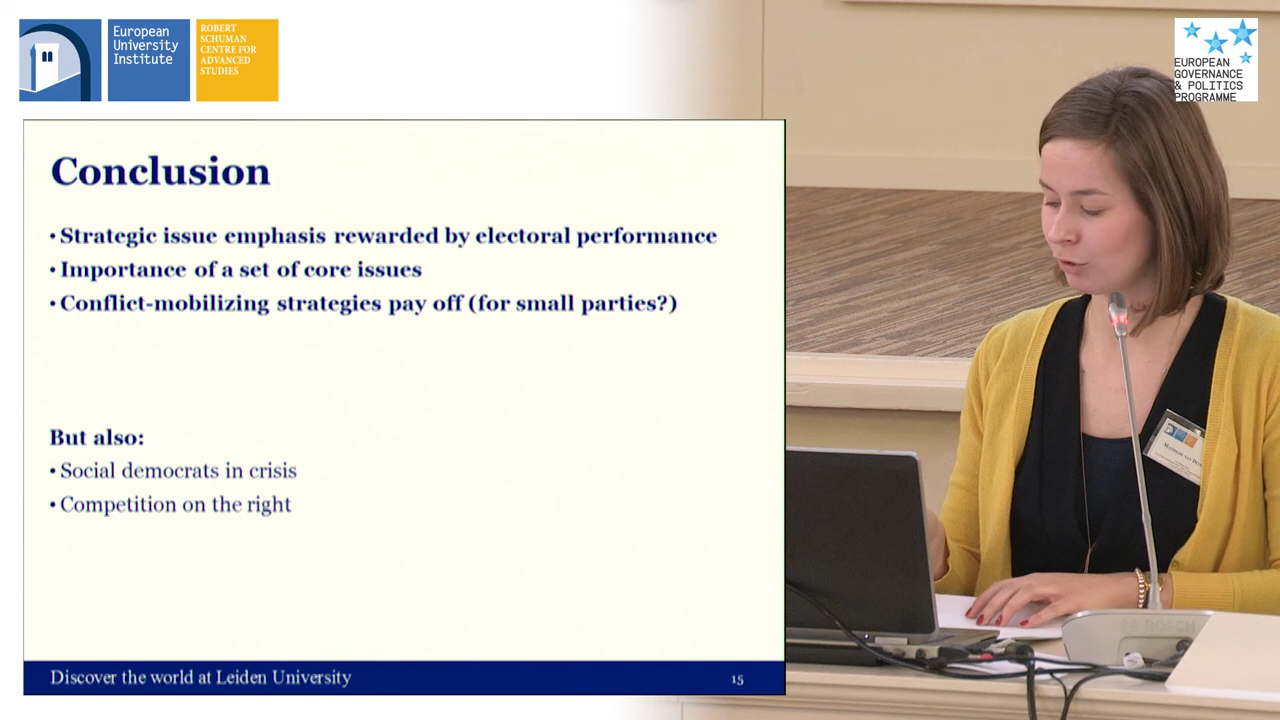 European
University
Institute
ROBERT
SCHUMAN
CENTRE FOR
ADVANCED
STUDIES
EUROPEAN
GOVERNANCE
& POLITICS
PROGRAMME
Conclusion
• Strategic issue emphasis rewarded by electoral performance
• Importance of a set of core issues
• Conflict-mobilizing strategies pay off (for small parties?)
But also:
• Social democrats in crisis
• Competition on the right
Discover the world at Leiden University
15
BOSCH